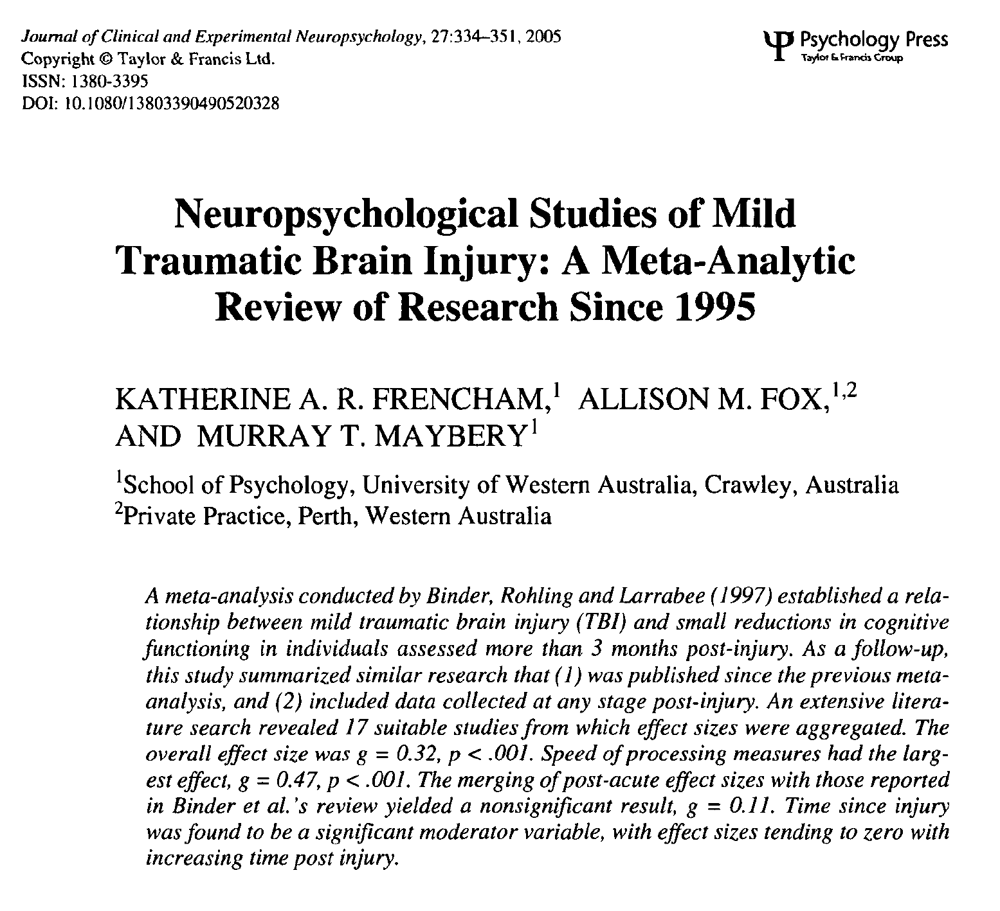 Journal of Clinical and Experimental Neuropsychology, 27:334–351, 2005
Copyright © Taylor & Francis Ltd.
ISSN: 1380-3395
DOI: 10.1080/13803390490520328
Psychology Press
Taylor & Francis Group
Neuropsychological Studies of Mild
Traumatic Brain Injury: A Meta-Analytic
Review of Research Since 1995
KATHERINE A. R. FRENCHAM,¹ ALLISON M. FOX,¹,²
AND MURRAY T. MAYBERY¹
¹School of Psychology, University of Western Australia, Crawley, Australia
²Private Practice, Perth, Western Australia
A meta-analysis conducted by Binder, Rohling and Larrabee (1997) established a rela-
tionship between mild traumatic brain injury (TBI) and small reductions in cognitive
functioning in individuals assessed more than 3 months post-injury. As a follow-up,
this study summarized similar research that (1) was published since the previous meta-
analysis, and (2) included data collected at any stage post-injury. An extensive litera-
ture search revealed 17 suitable studies from which effect sizes were aggregated. The
overall effect size was g = 0.32, p < .001. Speed of processing measures had the larg-
est effect, g = 0.47, p < .001. The merging of post-acute effect sizes with those reported
in Binder et al.'s review yielded a nonsignificant result, g = 0.11. Time since injury
was found to be a significant moderator variable, with effect sizes tending to zero with
increasing time post injury.